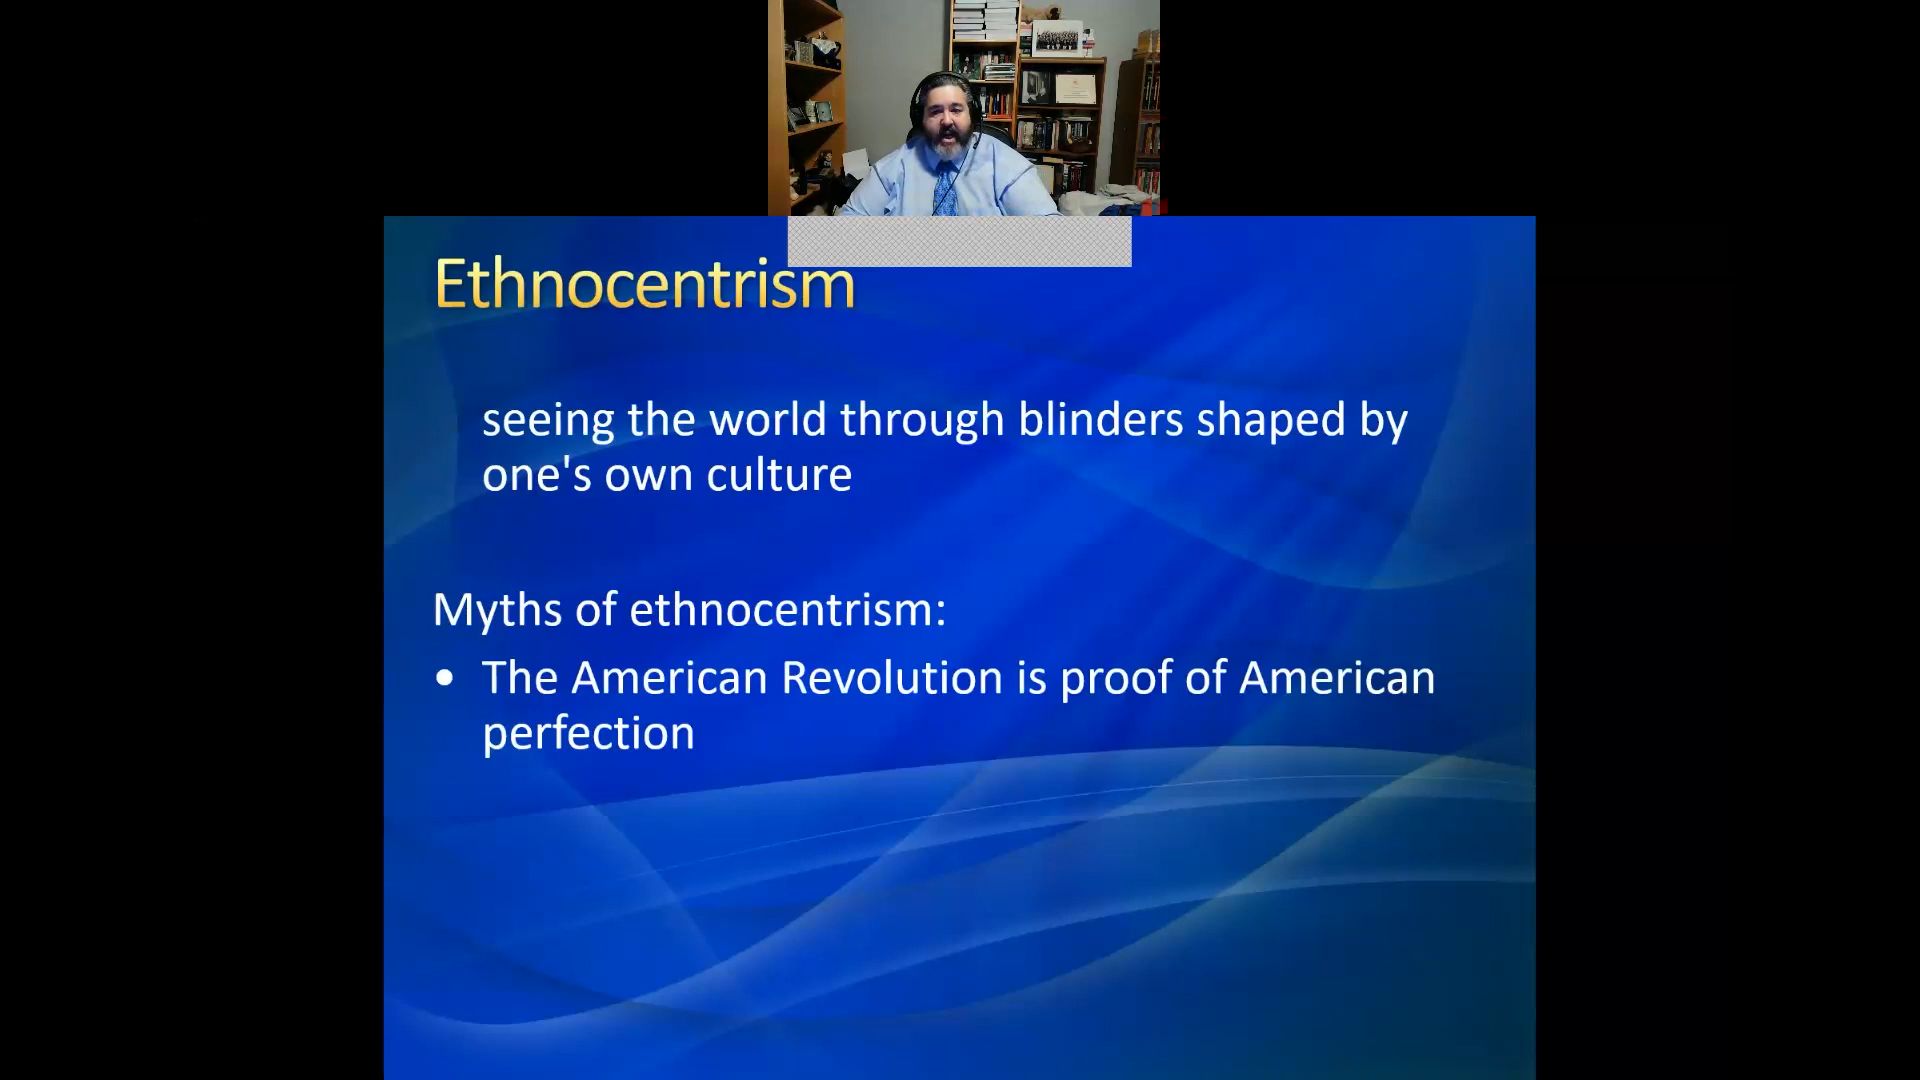 Ethnocentrism
seeing the world through blinders shaped by
one's own culture
Myths of ethnocentrism:
• The American Revolution is proof of American
perfection